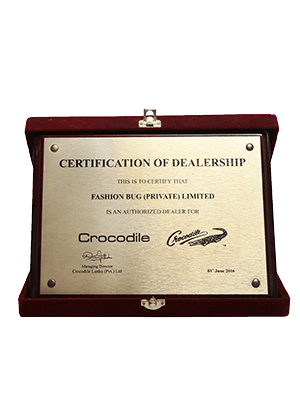 CERTIFICATION OF DEALERSHIP
THIS IS TO CERTIFY THAT
FASHION BUG (PRIVATE) LIMITED
IS AN AUTHORIZED DEALER FOR
Crocodile
Crocodile
Managing Director
Crocodile Lanka (Pvt.) Ltd
01st June 2016